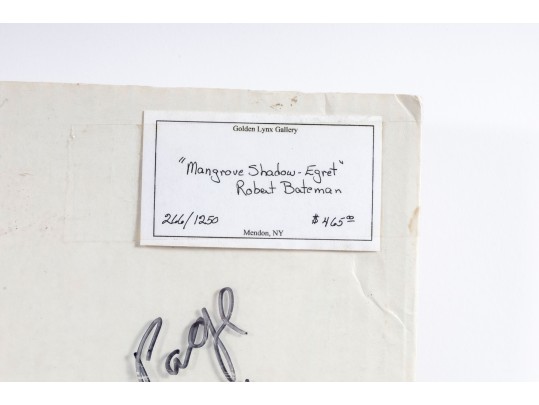 Golden Lynx Gallery
"Mangrove Shadow-Egret"
Robert Bateman
266/1250 $465.00
Mendon, NY